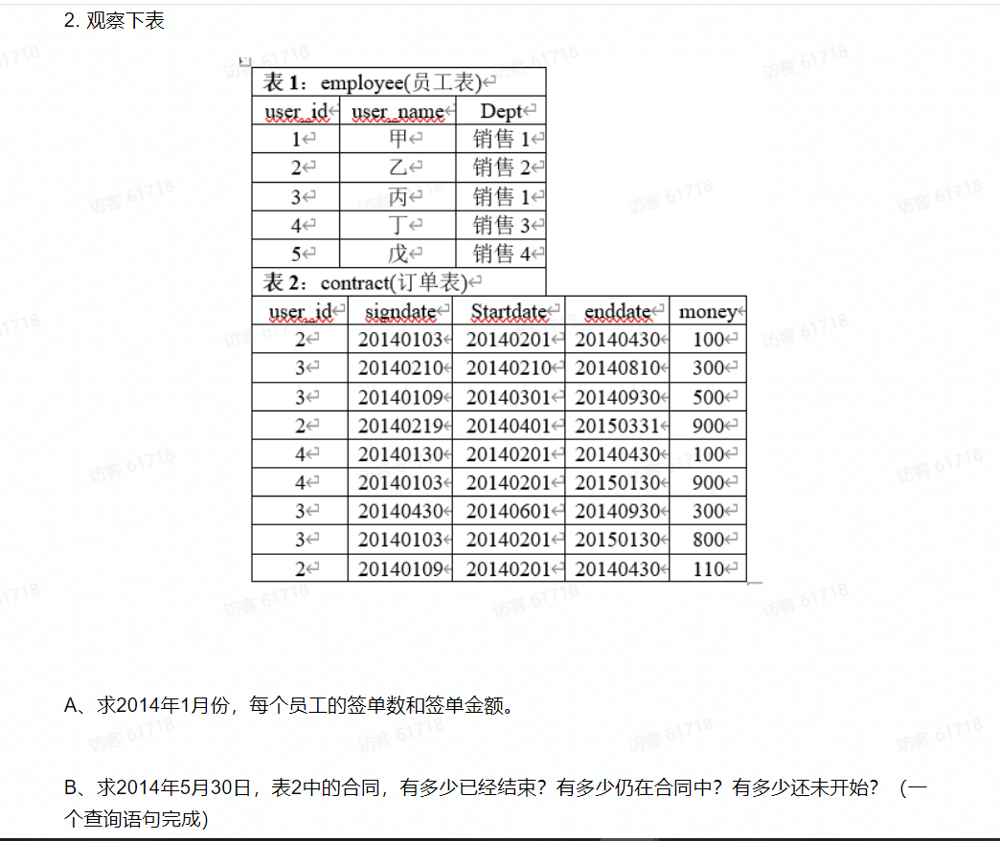 2. 观察下表
表 1：employee(员工表)
user_id user_name Dept
1 甲 销售 1
2 乙 销售 2
3 丙 销售 1
4 丁 销售 3
5 戊 销售 4
表 2：contract(订单表)
user_id signdate Startdate enddate money
2 20140103 20140201 20140430 100
3 20140210 20140210 20140810 300
3 20140109 20140301 20140930 500
2 20140219 20140401 20150331 900
4 20140130 20140201 20140430 100
4 20140103 20140201 20150130 900
3 20140430 20140601 20140930 300
3 20140103 20140201 20150130 800
2 20140109 20140201 20140430 110
A、求2014年1月份，每个员工的签单数和签单金额。
B、求2014年5月30日，表2中的合同，有多少已经结束？有多少仍在合同中？有多少还未开始？（一
个查询语句完成)
访客 61718